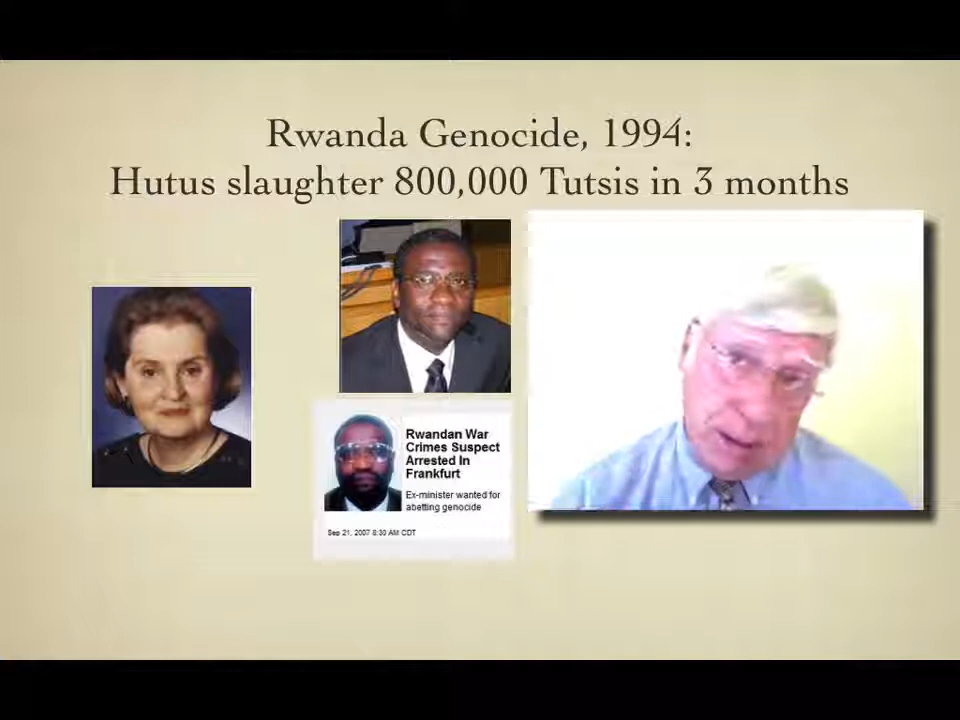 Rwanda Genocide, 1994:
Hutus slaughter 800,000 Tutsis in 3 months
Rwandan War
Crimes Suspect
Arrested In
Frankfurt
Ex-minister wanted for
abetting genocide
Sep 21, 2007 8:30 AM CDT